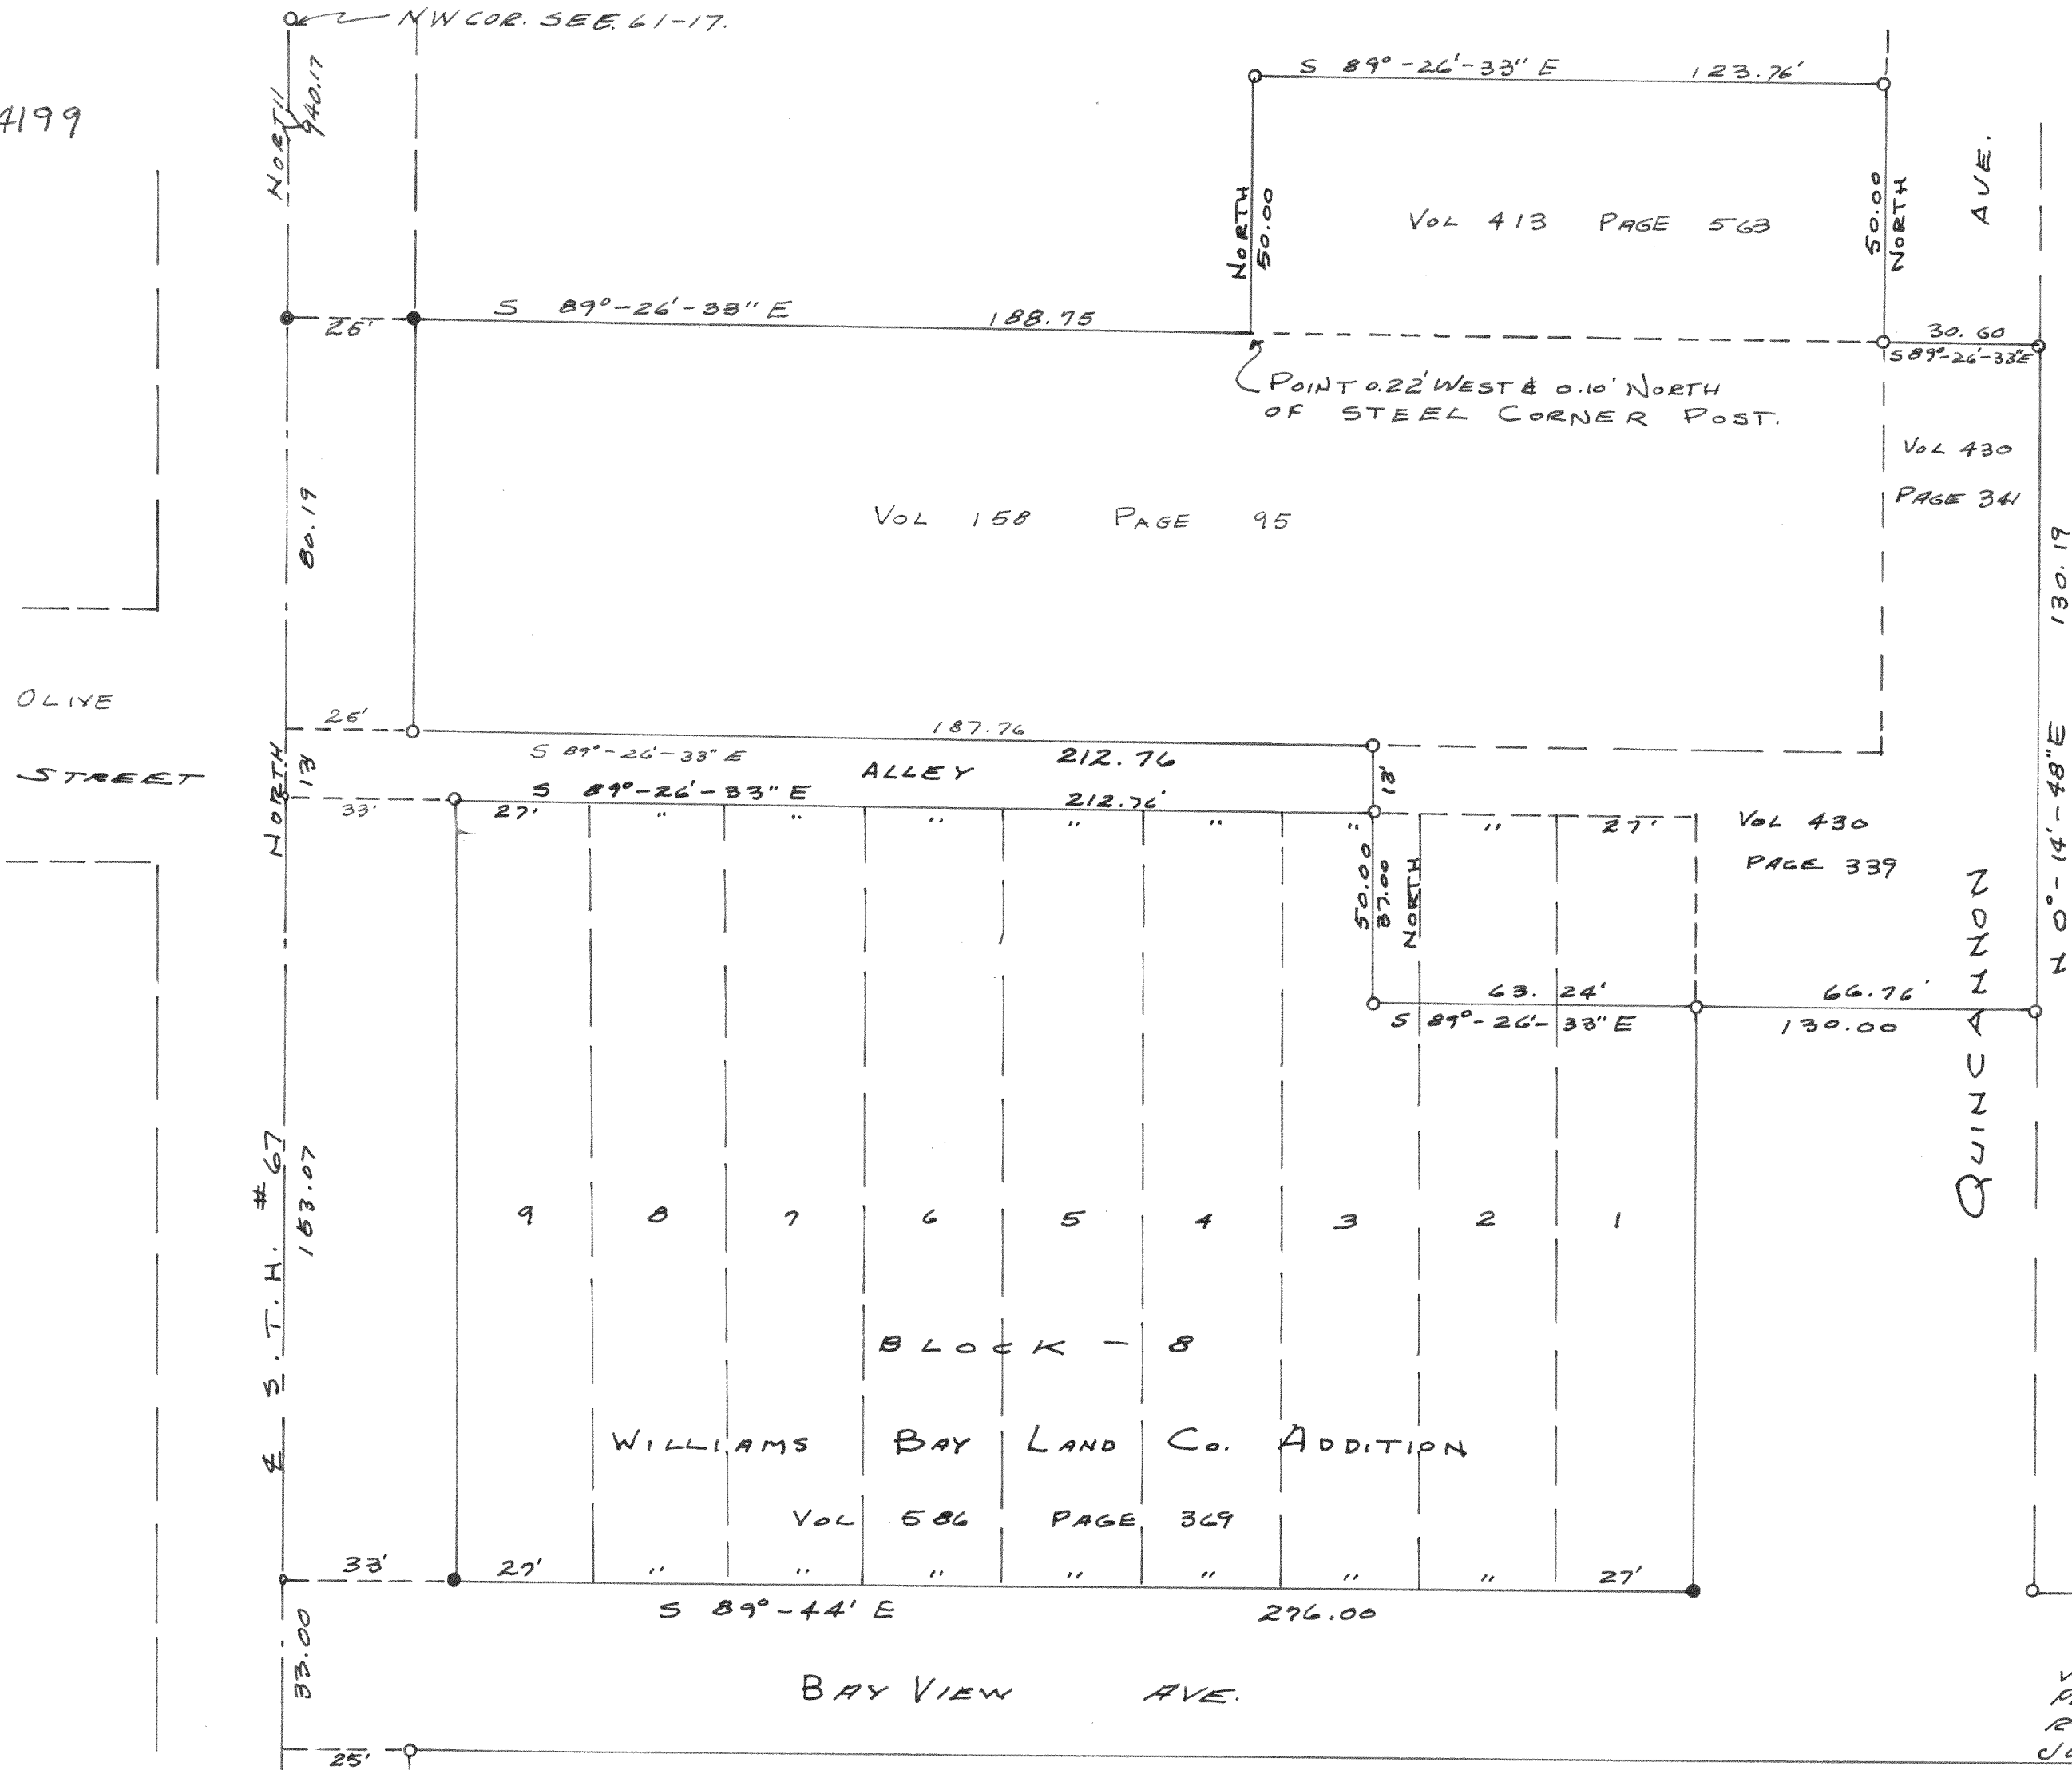 NW COR. SEE. 61-17.
4199
NORTH
940.17
S 89°-26'-33" E 123.76'
NORTH
50.00
VOL 413 PAGE 563
50.00
NORTH
AVE.
25'
S 89°-26'-33" E 188.75
30.60
S 89°-26'-33" E
POINT 0.22' WEST & 0.10' NORTH
OF STEEL CORNER POST.
VOL 430
PAGE 341
80.19
VOL 158 PAGE 95
130.19
N 0°-14'-48" E
OLIVE
STREET
25'
187.76
S 89°-26'-33" E
212.76
ALLEY
13'
NORTH
13'
33'
S 89°-26'-33" E
212.76'
27' " " " " " " " 27'
VOL 430
PAGE 339
50.00
37.00
NORTH
63.24' 66.76'
S 89°-26'-33" E 130.00
QUINCANNON
℄ S.T.H. #67
153.07
9 8 7 6 5 4 3 2 1
BLOCK - 8
WILLIAMS BAY LAND CO. ADDITION
VOL 586 PAGE 369
33'
27' " " " " " " " 27'
S 89°-44' E 276.00
33.00
BAY VIEW AVE.
25'